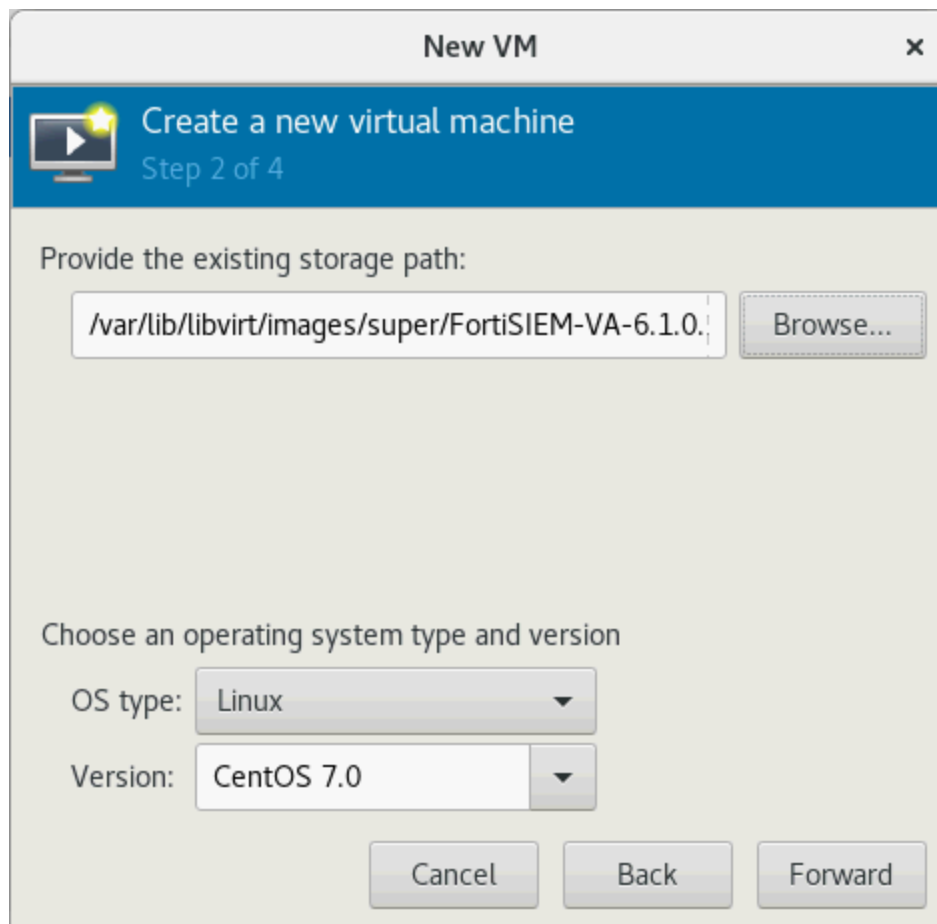 New VM
Create a new virtual machine
Step 2 of 4
Provide the existing storage path:
/var/lib/libvirt/images/super/FortiSIEM-VA-6.1.0. Browse...
Choose an operating system type and version
OS type: Linux
Version: CentOS 7.0
Cancel Back Forward